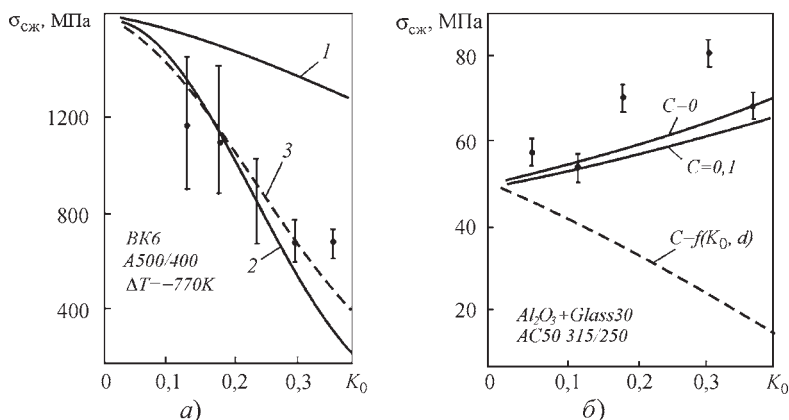 σсж, МПа
1200
800
400
0
0,1
0,2
0,3
K₀
1
3
2
ВК6
А500/400
ΔT=−770K
а)
σсж, МПа
80
60
40
20
0
0,1
0,2
0,3
K₀
C−0
C=0,1
C−f(K₀, d)
Al₂O₃+Glass30
AC50 315/250
б)